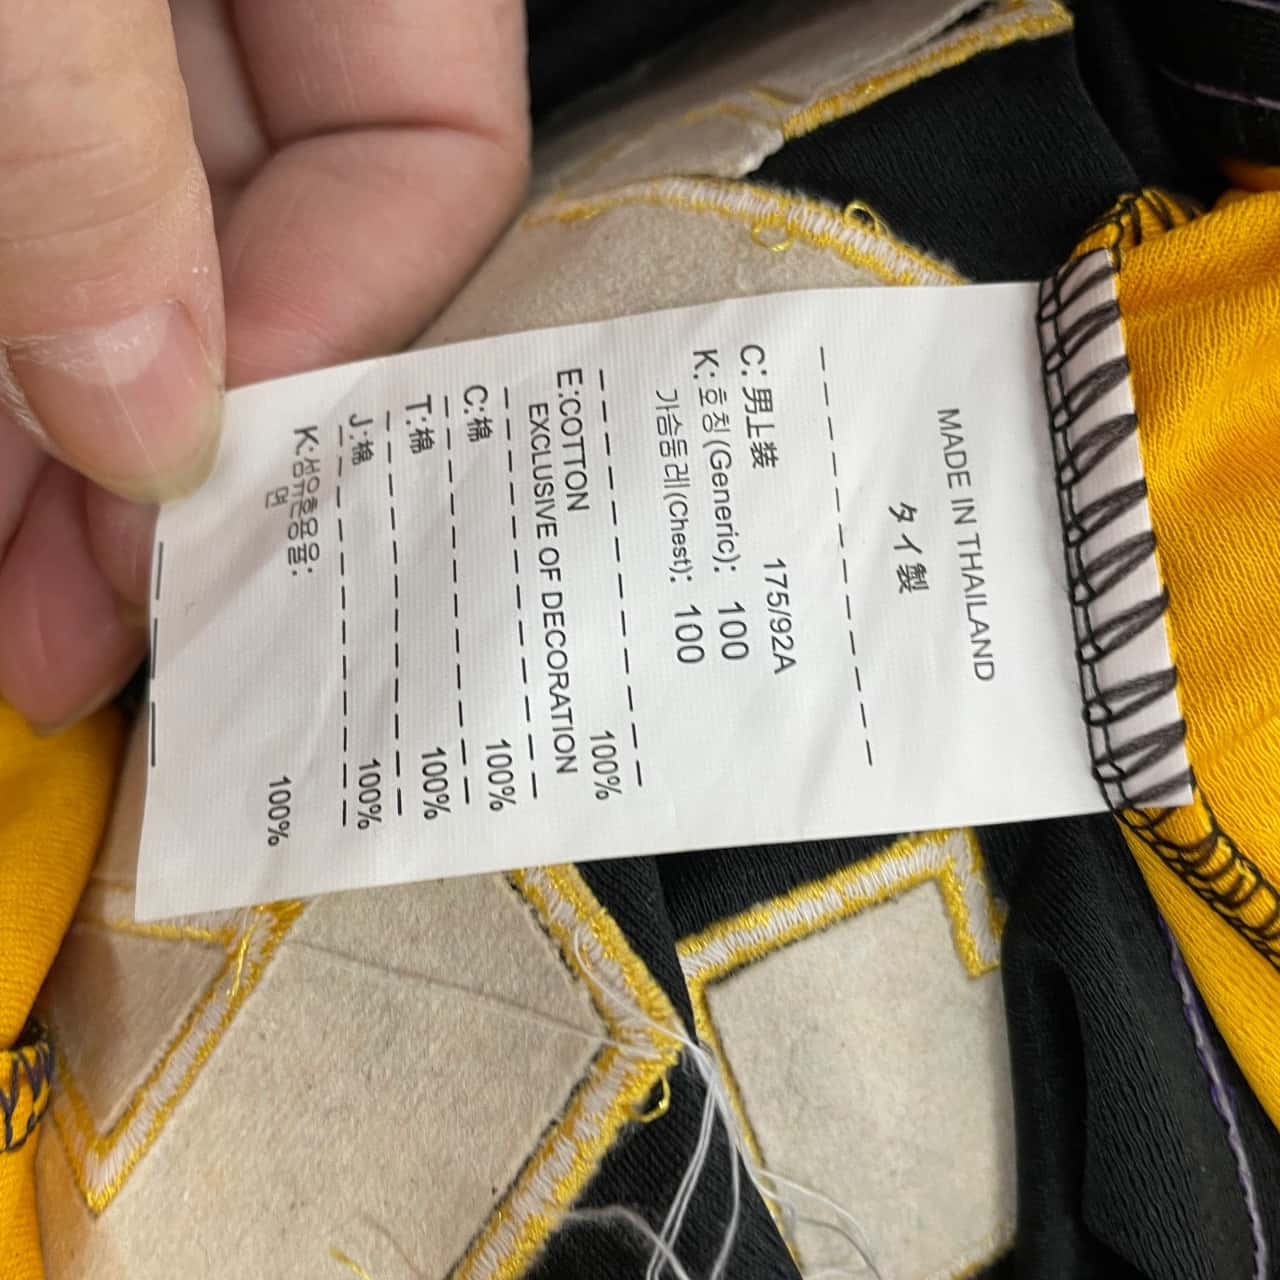 MADE IN THAILAND
タイ製
C: 男上装 175/92A
K: 호칭(Generic): 100
가슴둘레(Chest): 100
E:COTTON 100%
EXCLUSIVE OF DECORATION
C:棉 100%
T:棉 100%
J:棉 100%
K:섬유혼용율:
면 100%